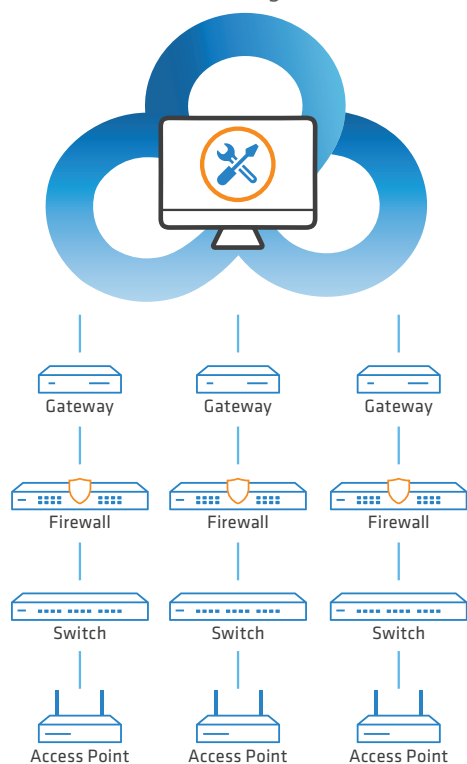 Gateway Gateway Gateway
Firewall Firewall Firewall
Switch Switch Switch
Access Point Access Point Access Point